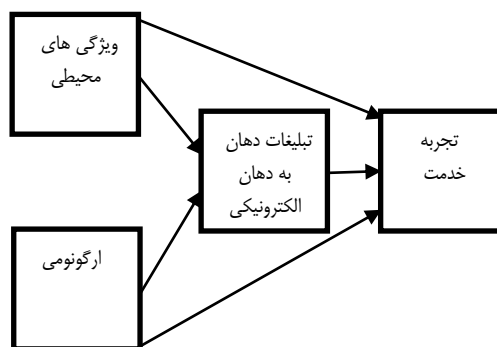 ویژگی های
محیطی
تبلیغات دهان
به دهان
الکترونیکی
تجربه
خدمت
ارگونومی